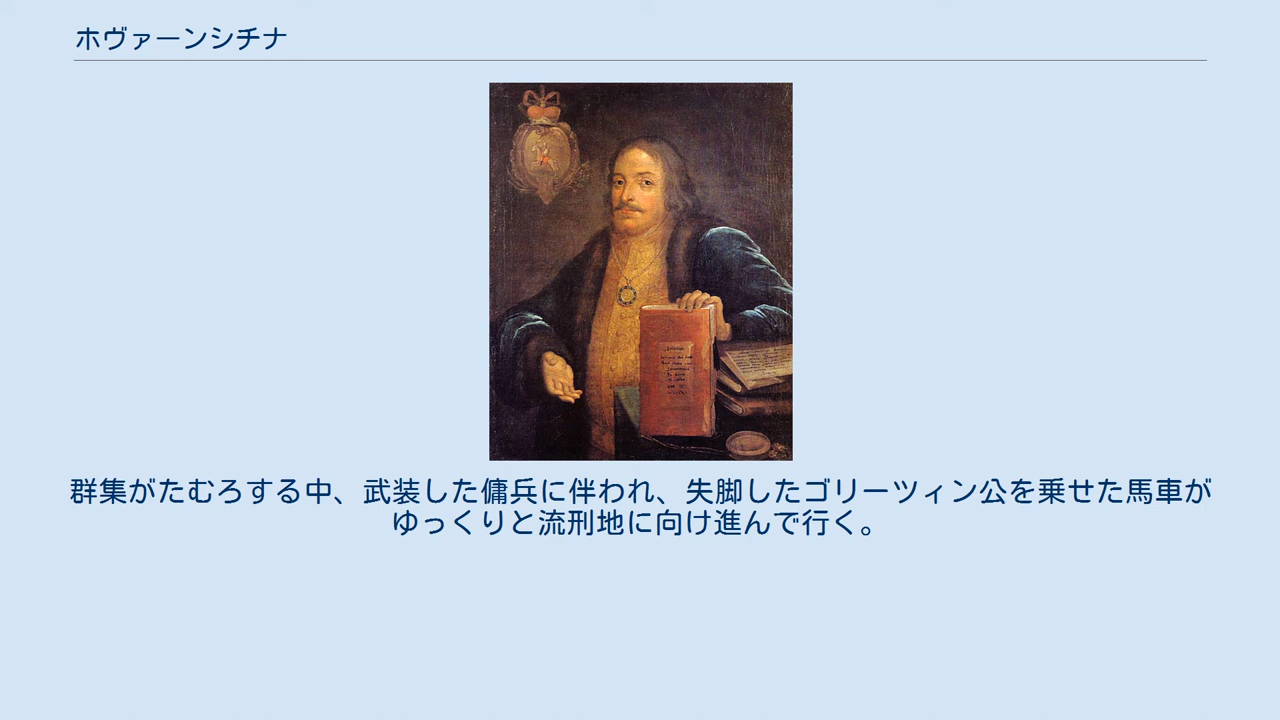 ホヴァーンシチナ
群集がたむろする中、武装した傭兵に伴われ、失脚したゴリーツィン公を乗せた馬車が
ゆっくりと流刑地に向け進んで行く。